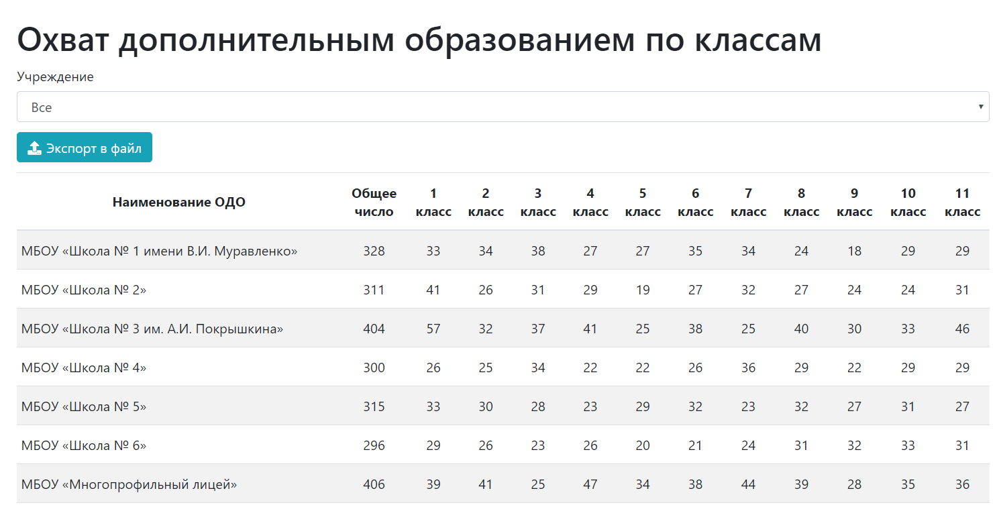 Охват дополнительным образованием по классам
Учреждение
Все
Экспорт в файл
Наименование ОДО Общее число 1 класс 2 класс 3 класс 4 класс 5 класс 6 класс 7 класс 8 класс 9 класс 10 класс 11 класс
МБОУ «Школа № 1 имени В.И. Муравленко» 328 33 34 38 27 27 35 34 24 18 29 29
МБОУ «Школа № 2» 311 41 26 31 29 19 27 32 27 24 24 31
МБОУ «Школа № 3 им. А.И. Покрышкина» 404 57 32 37 41 25 38 25 40 30 33 46
МБОУ «Школа № 4» 300 26 25 34 22 22 26 36 29 22 29 29
МБОУ «Школа № 5» 315 33 30 28 23 29 32 23 32 27 31 27
МБОУ «Школа № 6» 296 29 26 23 26 20 21 24 31 32 33 31
МБОУ «Многопрофильный лицей» 406 39 41 25 47 34 38 44 39 28 35 36